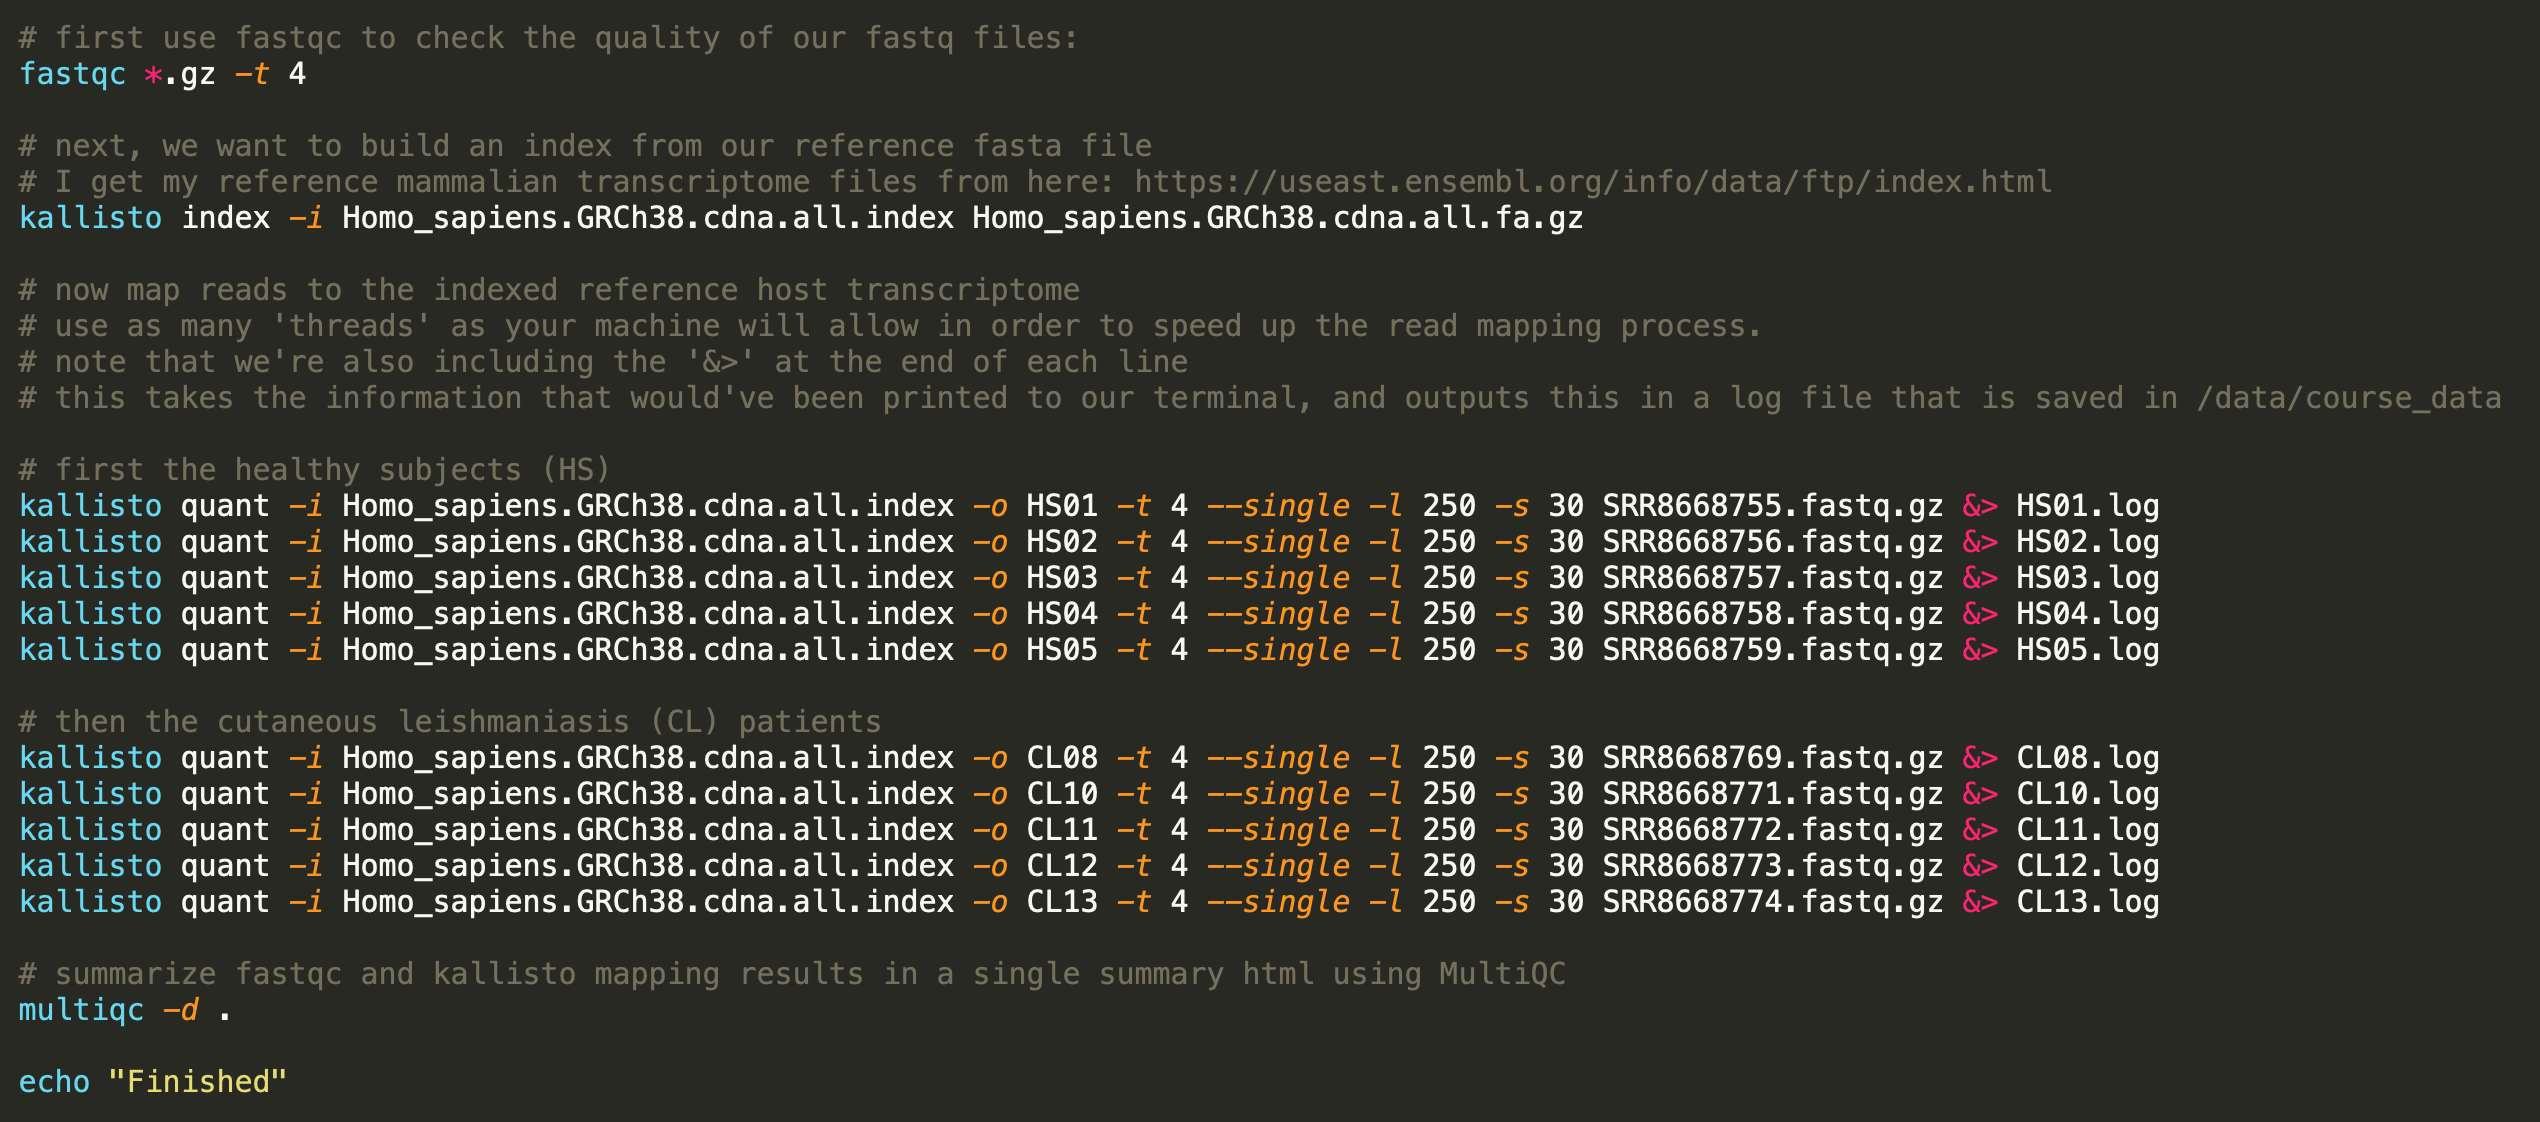 # first use fastqc to check the quality of our fastq files:
fastqc *.gz -t 4
# next, we want to build an index from our reference fasta file
# I get my reference mammalian transcriptome files from here: https://useast.ensembl.org/info/data/ftp/index.html
kallisto index -i Homo_sapiens.GRCh38.cdna.all.index Homo_sapiens.GRCh38.cdna.all.fa.gz
# now map reads to the indexed reference host transcriptome
# use as many 'threads' as your machine will allow in order to speed up the read mapping process.
# note that we're also including the '&>' at the end of each line
# this takes the information that would've been printed to our terminal, and outputs this in a log file that is saved in /data/course_data
# first the healthy subjects (HS)
kallisto quant -i Homo_sapiens.GRCh38.cdna.all.index -o HS01 -t 4 --single -l 250 -s 30 SRR8668755.fastq.gz &> HS01.log
kallisto quant -i Homo_sapiens.GRCh38.cdna.all.index -o HS02 -t 4 --single -l 250 -s 30 SRR8668756.fastq.gz &> HS02.log
kallisto quant -i Homo_sapiens.GRCh38.cdna.all.index -o HS03 -t 4 --single -l 250 -s 30 SRR8668757.fastq.gz &> HS03.log
kallisto quant -i Homo_sapiens.GRCh38.cdna.all.index -o HS04 -t 4 --single -l 250 -s 30 SRR8668758.fastq.gz &> HS04.log
kallisto quant -i Homo_sapiens.GRCh38.cdna.all.index -o HS05 -t 4 --single -l 250 -s 30 SRR8668759.fastq.gz &> HS05.log
# then the cutaneous leishmaniasis (CL) patients
kallisto quant -i Homo_sapiens.GRCh38.cdna.all.index -o CL08 -t 4 --single -l 250 -s 30 SRR8668769.fastq.gz &> CL08.log
kallisto quant -i Homo_sapiens.GRCh38.cdna.all.index -o CL10 -t 4 --single -l 250 -s 30 SRR8668771.fastq.gz &> CL10.log
kallisto quant -i Homo_sapiens.GRCh38.cdna.all.index -o CL11 -t 4 --single -l 250 -s 30 SRR8668772.fastq.gz &> CL11.log
kallisto quant -i Homo_sapiens.GRCh38.cdna.all.index -o CL12 -t 4 --single -l 250 -s 30 SRR8668773.fastq.gz &> CL12.log
kallisto quant -i Homo_sapiens.GRCh38.cdna.all.index -o CL13 -t 4 --single -l 250 -s 30 SRR8668774.fastq.gz &> CL13.log
# summarize fastqc and kallisto mapping results in a single summary html using MultiQC
multiqc -d .
echo "Finished"